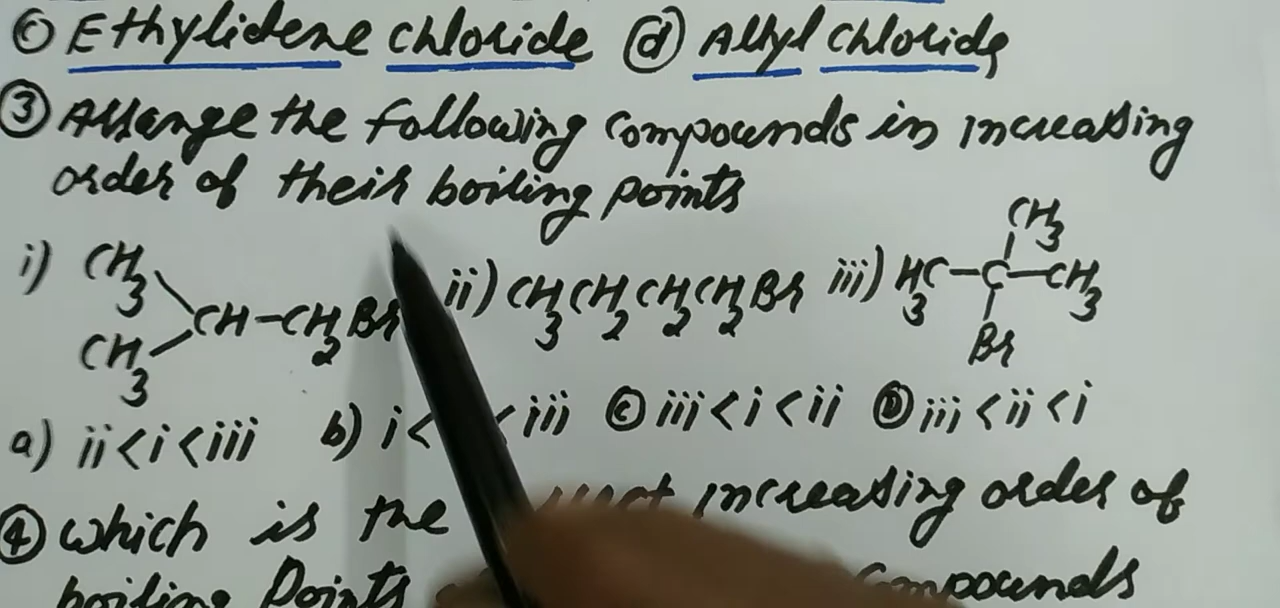 ⓒ Ethylidene chloride ⓓ Allyl chloride
③ Arrange the following compounds in increasing
order of their boiling points
i) CH3 CH3 CH-CH2Br ii) CH3CH2CH2CH2Br iii) H3C-C-CH3 CH3 Br
a) ii<i<iii b) i< <iii ⓒ iii<i<ii Ⓓ iii<ii<i
④ which is the increasing order of
boiling Points compounds